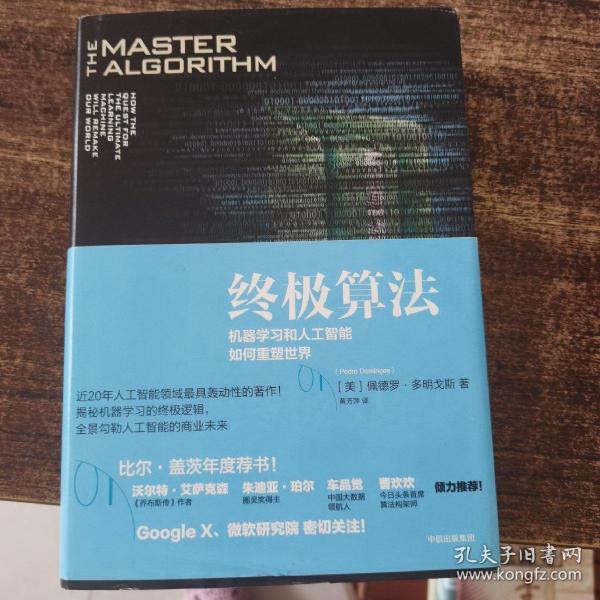 THE MASTER
ALGORITHM
HOW THE
QUEST FOR
THE ULTIMATE
LEARNING
MACHINE
WILL REMAKE
OUR WORLD
终极算法
机器学习和人工智能
如何重塑世界
[Pedro Domingos]
[美]佩德罗·多明戈斯 著
黄芳萍 译
近20年人工智能领域最具轰动性的著作！
揭秘机器学习的终极逻辑，
全景勾勒人工智能的商业未来
比尔·盖茨年度荐书！
沃尔特·艾萨克森 朱迪亚·珀尔 车品觉 曹欢欢 倾力推荐！
《乔布斯传》作者 图灵奖得主 中国大数据 今日头条首席
领航人 算法构架师
Google X、微软研究院 密切关注！
中信出版集团
孔夫子旧书网
www.kongfz.com